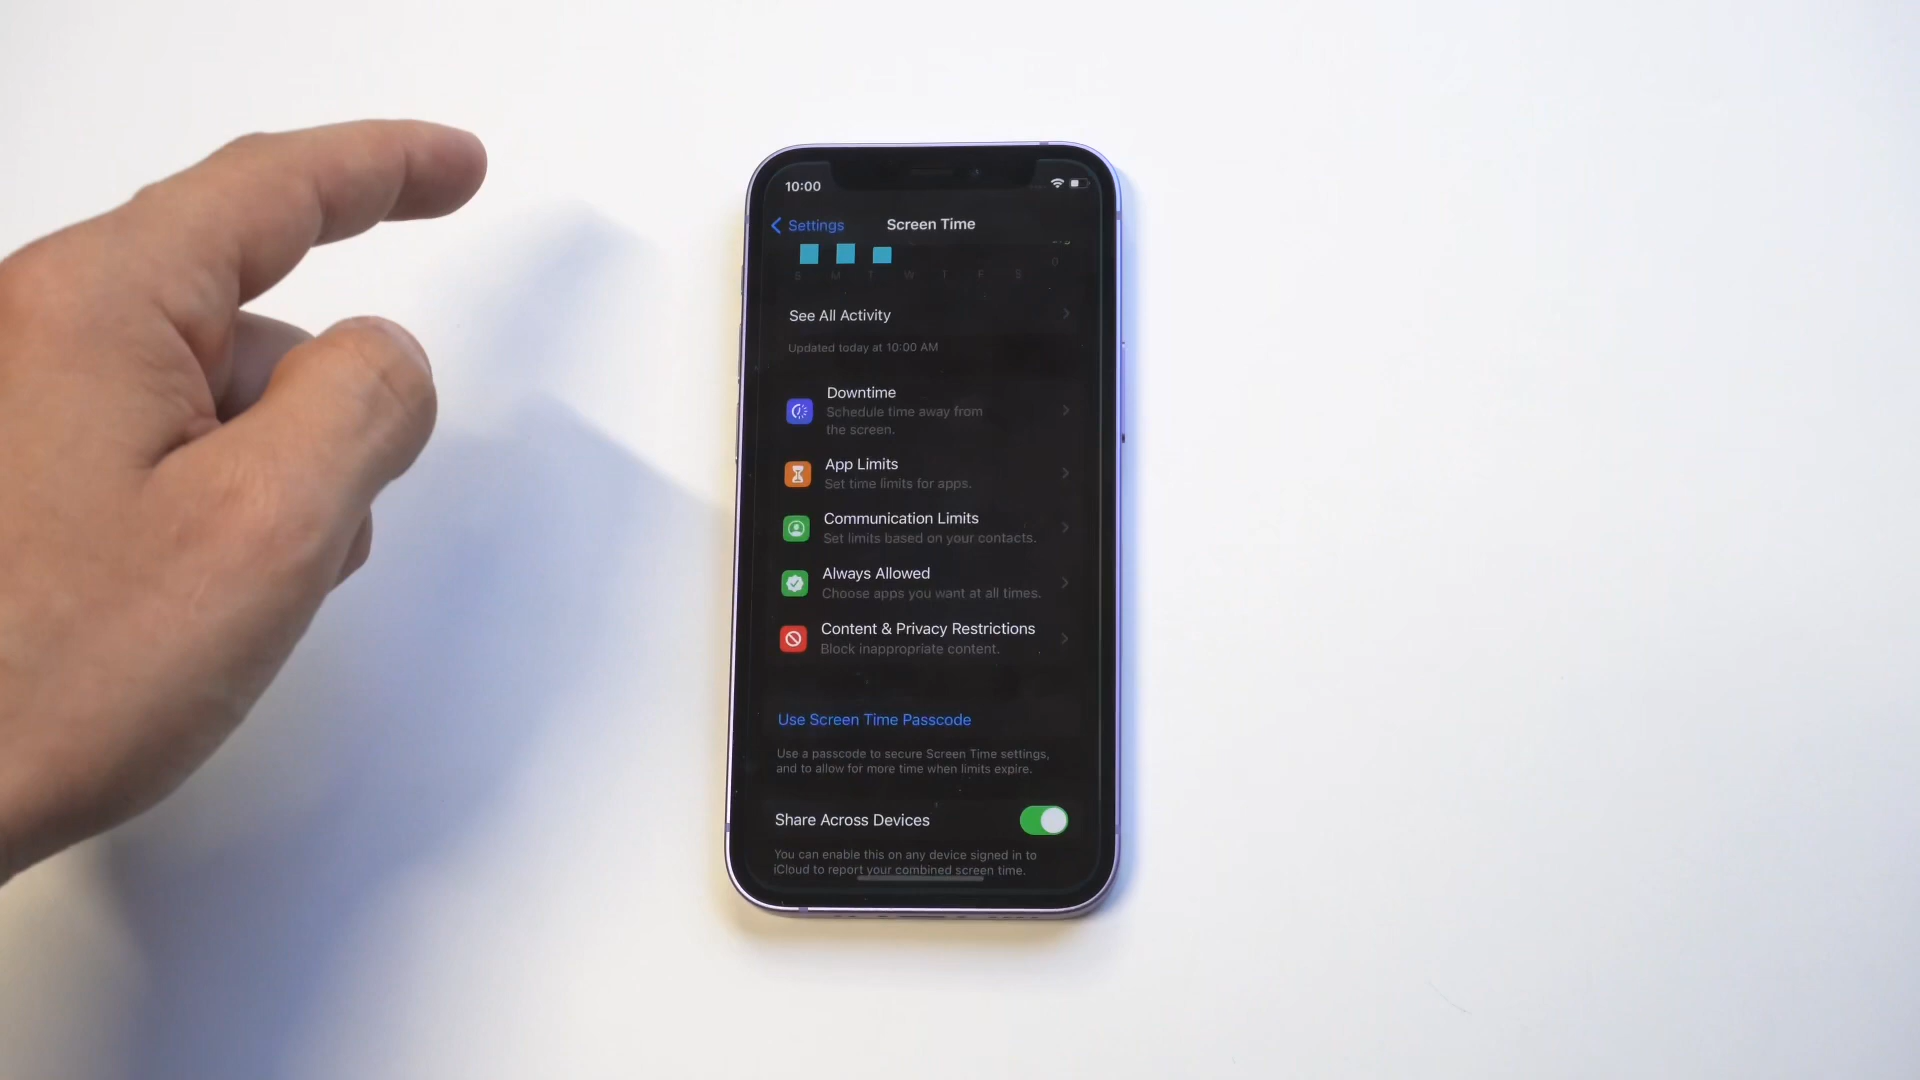 10:00
Settings
Screen Time
0
S M T W T F S
See All Activity
Updated today at 10:00 AM
Downtime
Schedule time away from
the screen.
App Limits
Set time limits for apps.
Communication Limits
Set limits based on your contacts.
Always Allowed
Choose apps you want at all times.
Content & Privacy Restrictions
Block inappropriate content.
Use Screen Time Passcode
Use a passcode to secure Screen Time settings,
and to allow for more time when limits expire.
Share Across Devices
You can enable this on any device signed in to
iCloud to report your combined screen time.